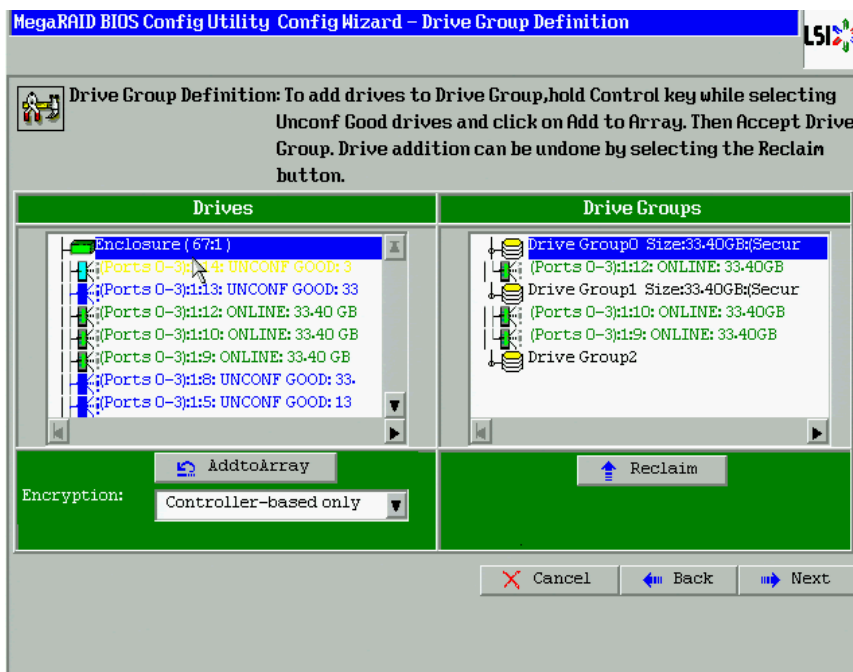 MegaRAID BIOS Config Utility Config Wizard – Drive Group Definition
LSI
Drive Group Definition: To add drives to Drive Group,hold Control key while selecting
Unconf Good drives and click on Add to Array. Then Accept Drive
Group. Drive addition can be undone by selecting the Reclaim
button.
Drives
Enclosure ( 67:1 )
(Ports 0-3):1:14: UNCONF GOOD: 3
(Ports 0-3):1:13: UNCONF GOOD: 33
(Ports 0-3):1:12: ONLINE: 33.40 GB
(Ports 0-3):1:10: ONLINE: 33.40 GB
(Ports 0-3):1:9: ONLINE: 33.40 GB
(Ports 0-3):1:8: UNCONF GOOD: 33.
(Ports 0-3):1:5: UNCONF GOOD: 13
AddtoArray
Encryption:
Controller-based only
Drive Groups
Drive Group0 Size:33.40GB:(Secur
(Ports 0-3):1:12: ONLINE: 33.40GB
Drive Group1 Size:33.40GB:(Secur
(Ports 0-3):1:10: ONLINE: 33.40GB
(Ports 0-3):1:9: ONLINE: 33.40GB
Drive Group2
Reclaim
Cancel
Back
Next